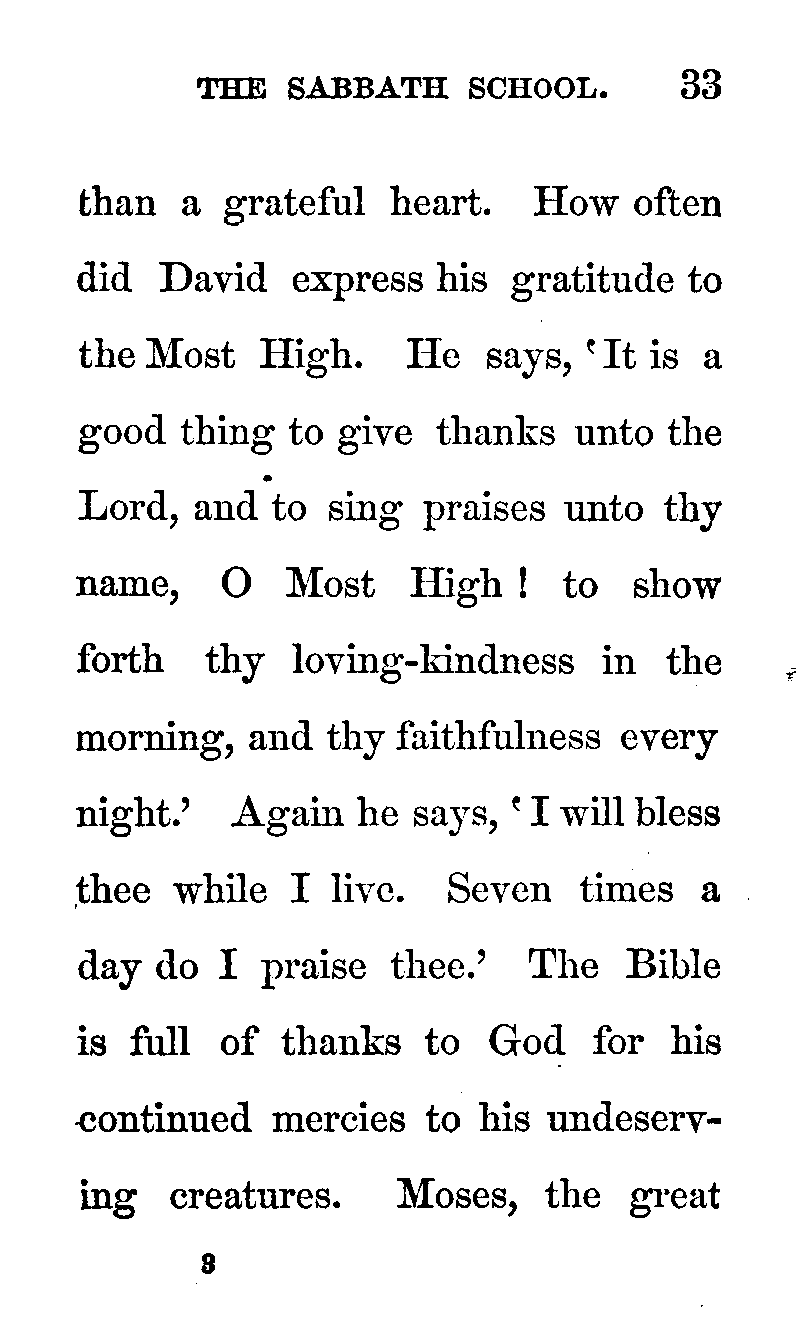 THE SABBATH SCHOOL. 33
than a grateful heart. How often
did David express his gratitude to
the Most High. He says, ‘It is a
good thing to give thanks unto the
Lord, and to sing praises unto thy
name, O Most High ! to show
forth thy loving-kindness in the
morning, and thy faithfulness every
night.’ Again he says, ‘I will bless
thee while I live. Seven times a
day do I praise thee.’ The Bible
is full of thanks to God for his
continued mercies to his undeserv-
ing creatures. Moses, the great
3